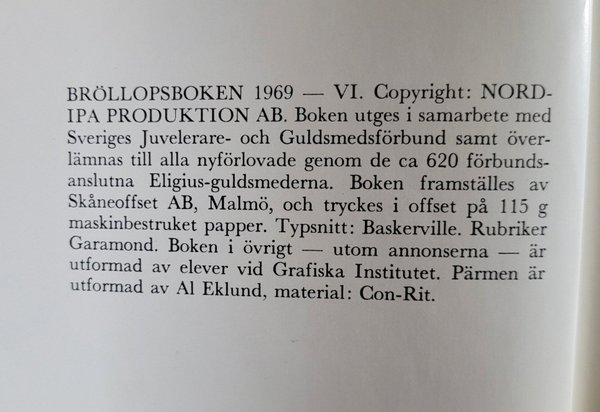 BRÖLLOPSBOKEN 1969 — VI. Copyright: NORD-
IPA PRODUKTION AB. Boken utges i samarbete med
Sveriges Juvelerare- och Guldsmedsförbund samt över-
lämnas till alla nyförlovade genom de ca 620 förbunds-
anslutna Eligius-guldsmederna. Boken framställes av
Skåneoffset AB, Malmö, och tryckes i offset på 115 g
maskinbestruket papper. Typsnitt: Baskerville. Rubriker
Garamond. Boken i övrigt — utom annonserna — är
utformad av elever vid Grafiska Institutet. Pärmen är
utformad av Al Eklund, material: Con-Rit.